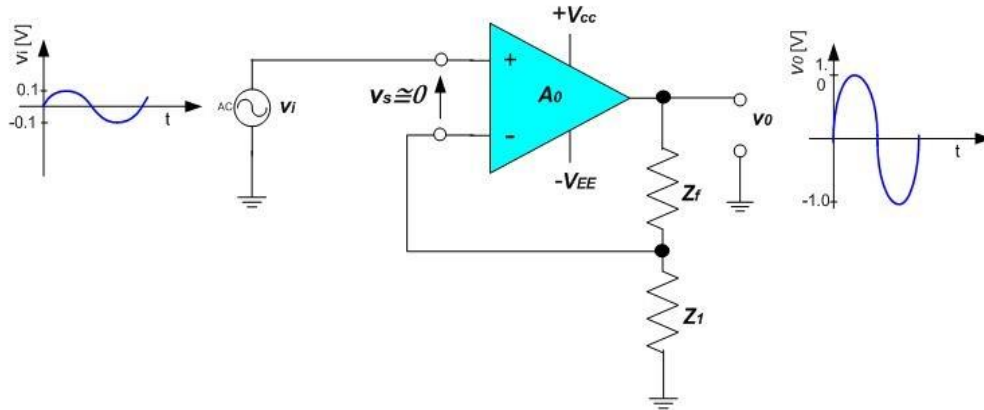 vi [V]
0.1
-0.1
t
AC
vi
vs≅0
+
-
+Vcc
A0
-VEE
Zf
Z1
v0
v0 [V]
1.
0
-1.0
t